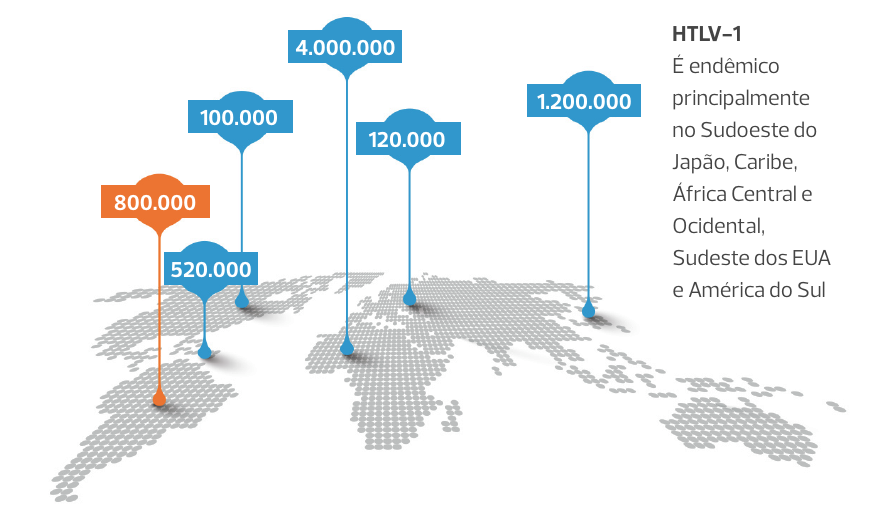 4.000.000
100.000
120.000
1.200.000
800.000
520.000
HTLV–1
É endêmico
principalmente
no Sudoeste do
Japão, Caribe,
África Central e
Ocidental,
Sudeste dos EUA
e América do Sul